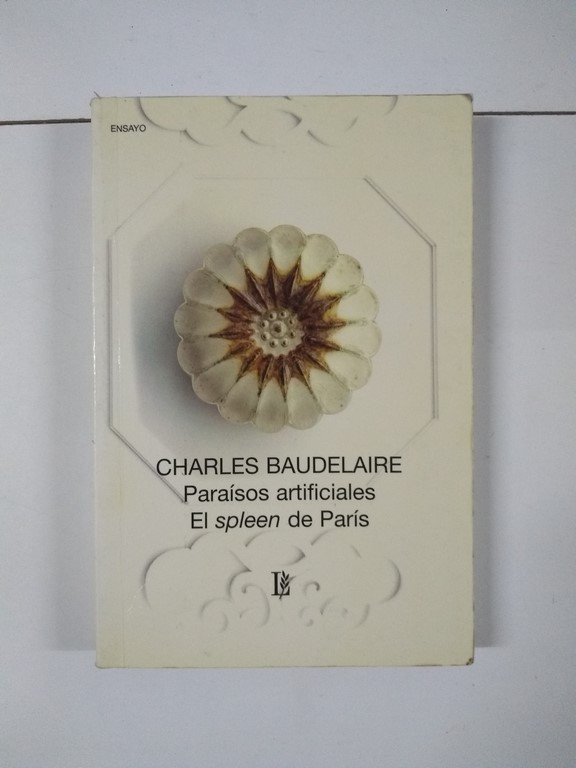 ENSAYO
CHARLES BAUDELAIRE
Paraísos artificiales
El spleen de París
L